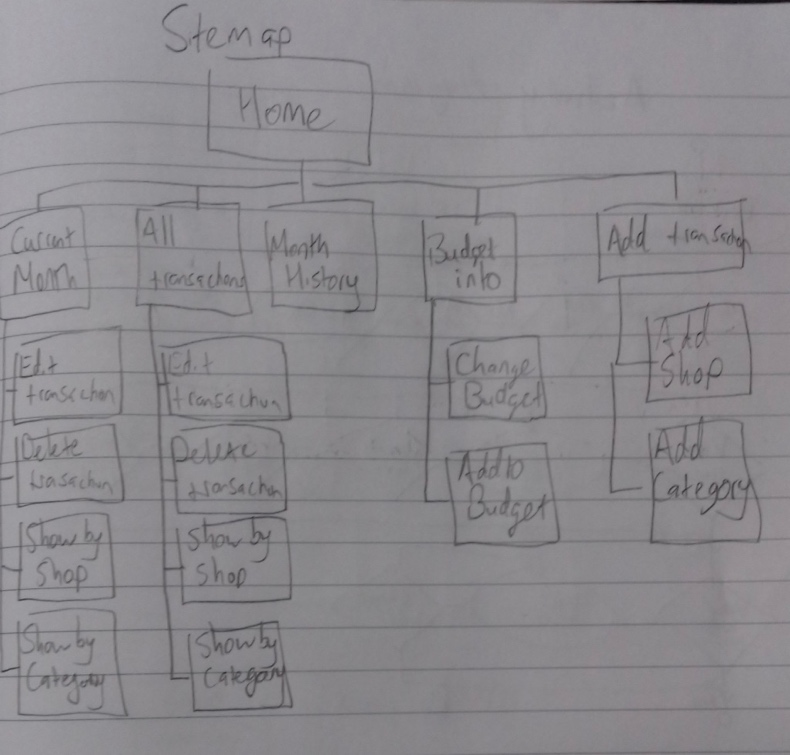 Sitemap
Home
Current
Month
All
transactions
Month
History
Budget
info
Add transaction
Edit
transaction
Delete
trasaction
Show by
Shop
Show by
Category
Edit
transaction
Delete
transaction
Show by
Shop
Show by
Category
Change
Budget
Add to
Budget
Add
Shop
Add
Category